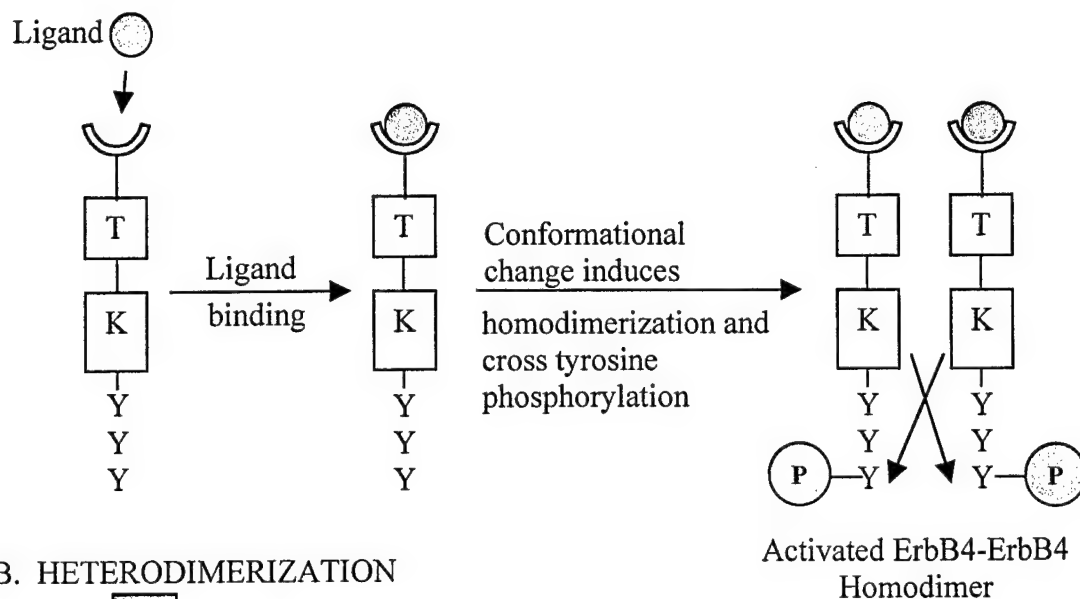 Ligand
T
K
Y
Y
Y
Ligand
binding
T
K
Y
Y
Y
Conformational
change induces
homodimerization and
cross tyrosine
phosphorylation
T
K
Y
Y
Y
P
T
K
Y
Y
Y
P
Activated ErbB4-ErbB4
Homodimer
B. HETERODIMERIZATION